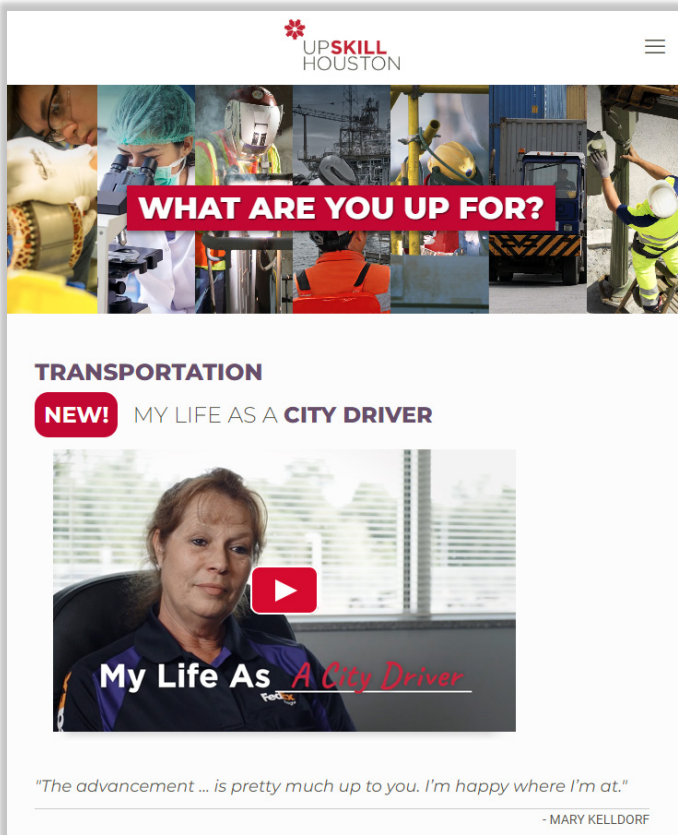 UPSKILL
HOUSTON
WHAT ARE YOU UP FOR?
TRANSPORTATION
NEW! MY LIFE AS A CITY DRIVER
My Life As A City Driver
FedEx
"The advancement ... is pretty much up to you. I'm happy where I'm at."
- MARY KELLDORF